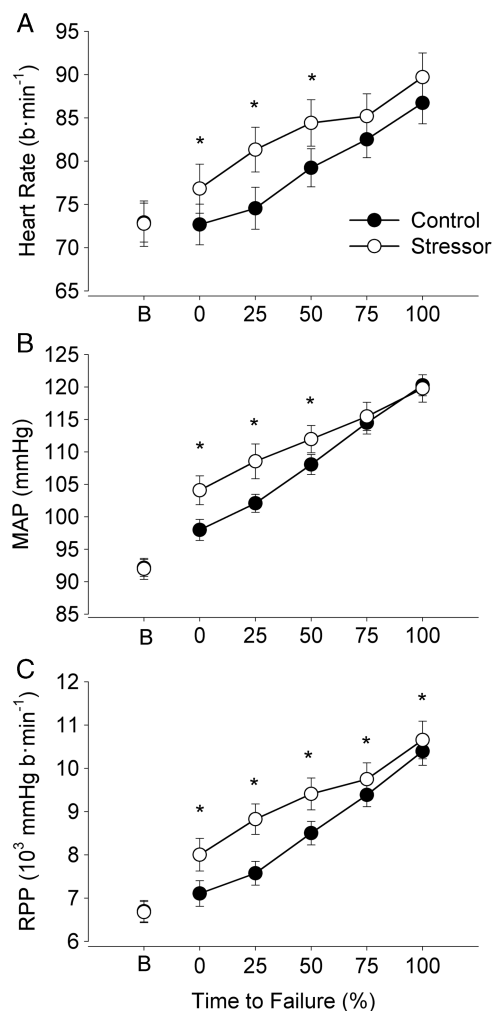 A
Heart Rate (b·min⁻¹)
95
90
85
80
75
70
65
* * *
Control
Stressor
B 0 25 50 75 100
B
MAP (mmHg)
125
120
115
110
105
100
95
90
85
* * *
B 0 25 50 75 100
C
RPP (10³ mmHg b·min⁻¹)
12
11
10
9
8
7
6
* * * * *
B 0 25 50 75 100
Time to Failure (%)